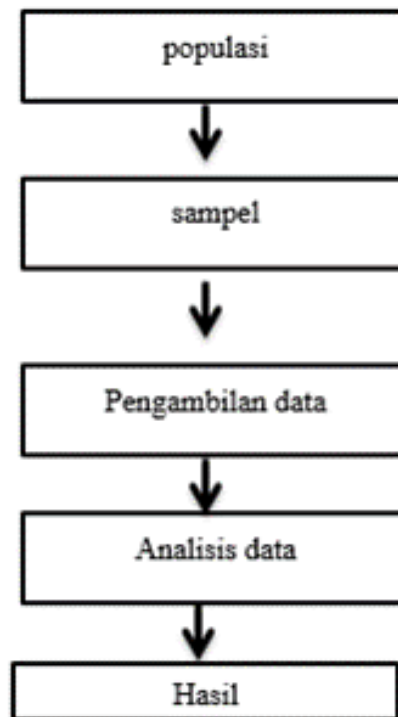 populasi
sampel
Pengambilan data
Analisis data
Hasil